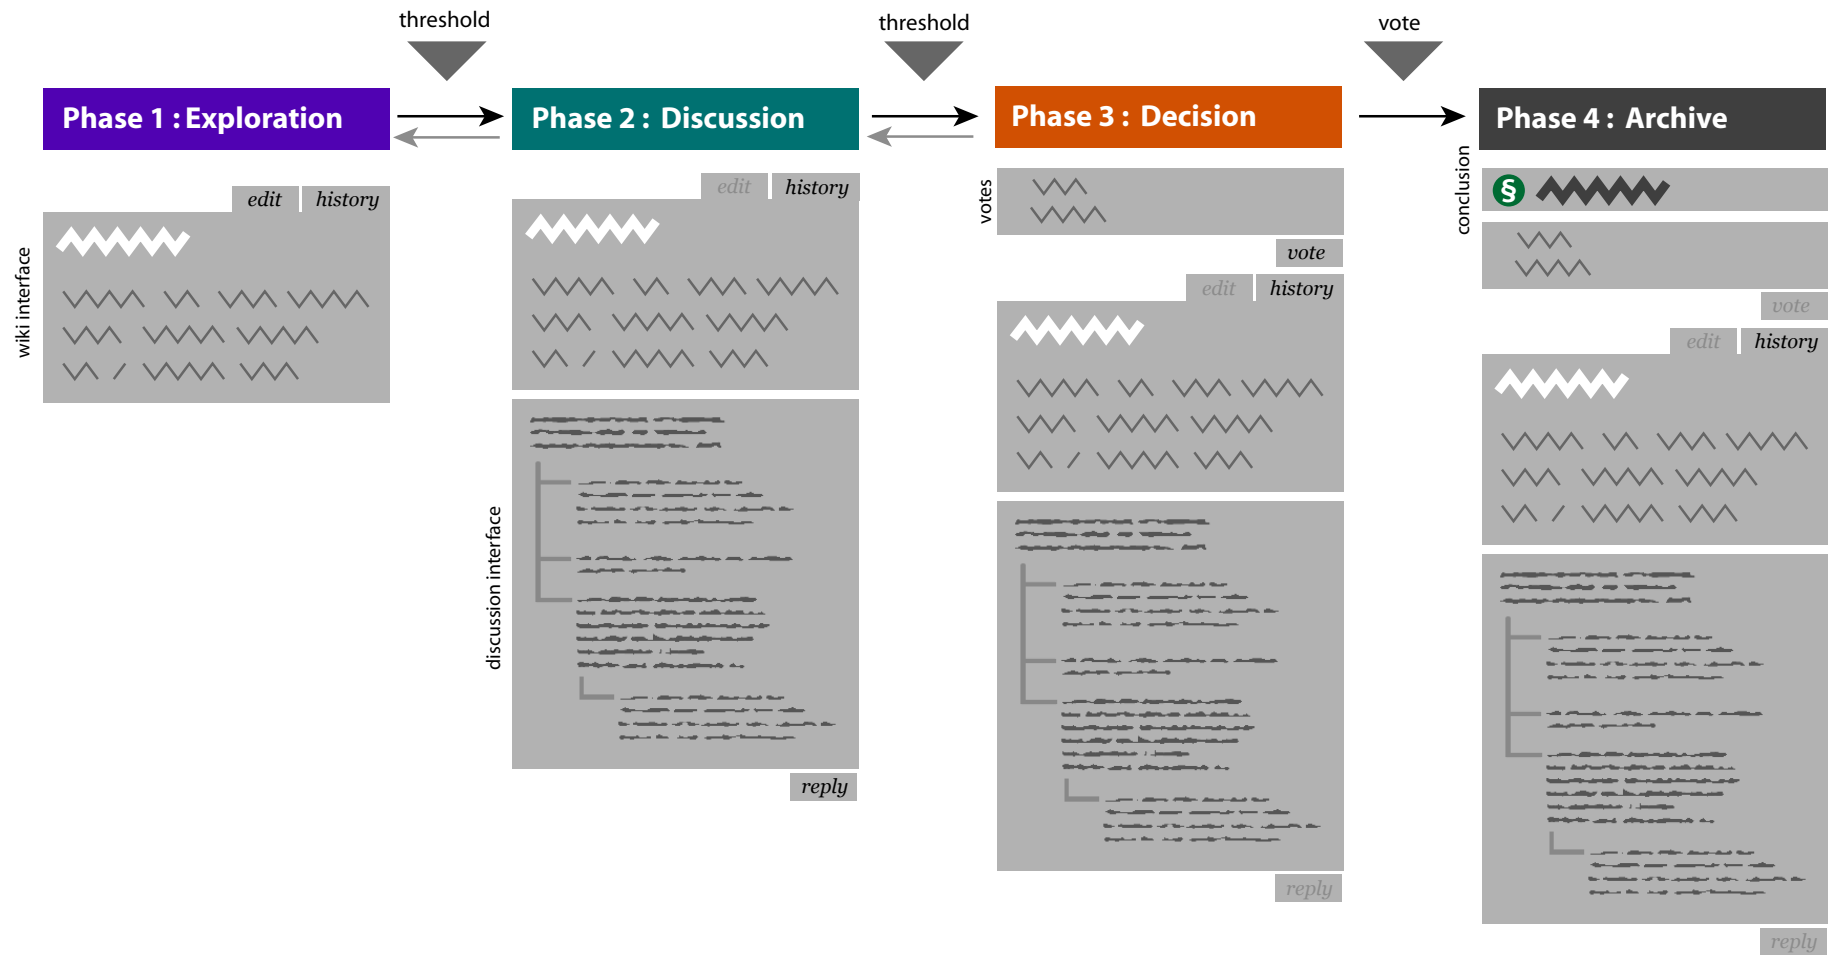 threshold
threshold
vote
Phase 1 : Exploration
Phase 2 : Discussion
Phase 3 : Decision
Phase 4 : Archive
wiki interface
edit
history
edit
history
discussion interface
reply
votes
vote
edit
history
reply
conclusion
§
vote
edit
history
reply